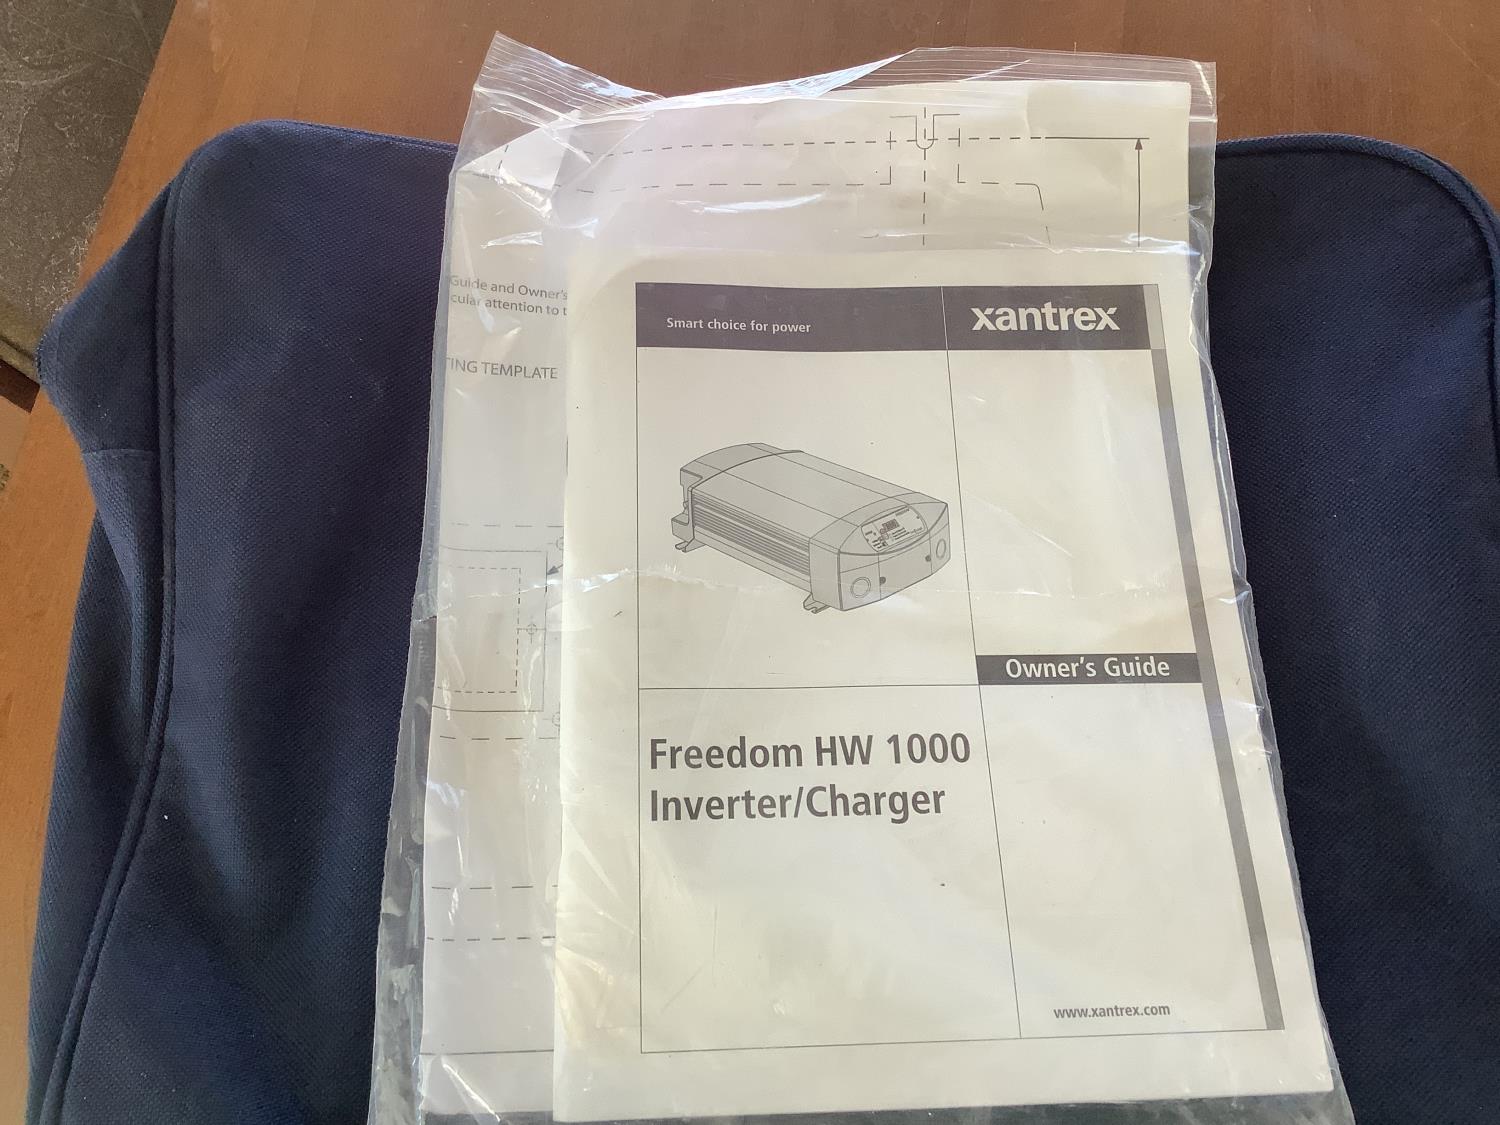 Guide and Owner's
cular attention to t
TING TEMPLATE
Smart choice for power
xantrex
Owner's Guide
Freedom HW 1000
Inverter/Charger
www.xantrex.com